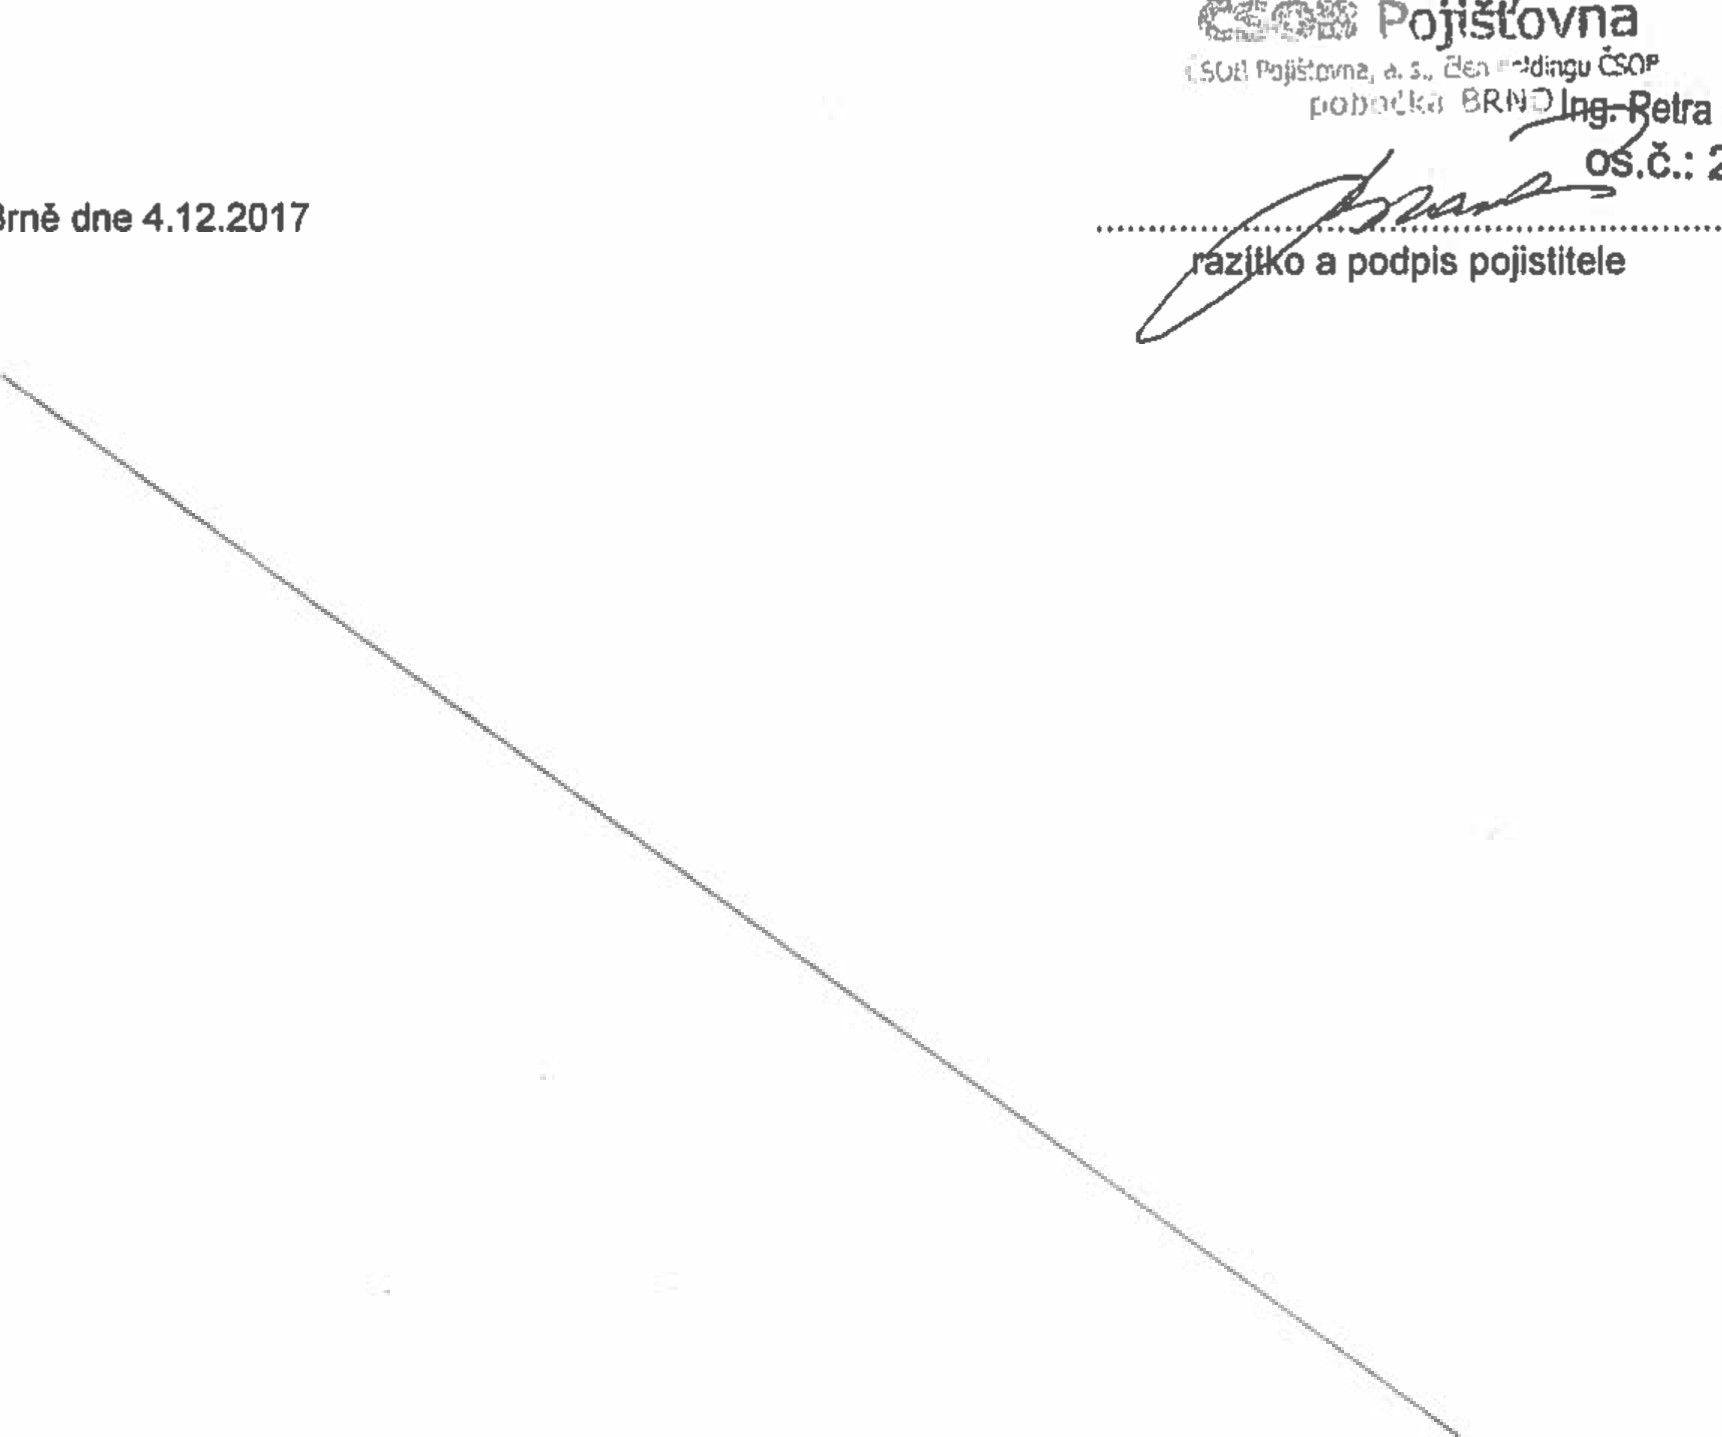 ČSOB Pojišťovna
ČSOB Pojišťovna, a. s., člen holdingu ČSOB
pobočka BRNO Ing. Petra
os.č.: 2
Brně dne 4.12.2017
razítko a podpis pojistitele